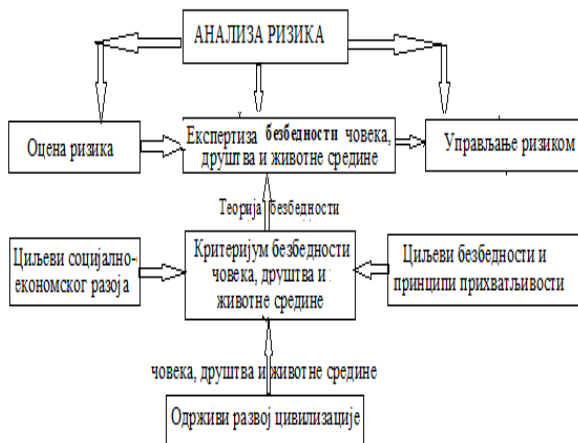 АНАЛИЗА РИЗИКА
Оцена ризика
Експертиза безбедности човека,
друштва и животне средине
Управљање ризиком
Теорија безбедности
Циљеви социјално-
економског разоја
Критеријум безбедности
човека, друштва и
животне средине
Циљеви безбедности и
принципи прихватљивости
човека, друштва и животне средине
Одрживи развој цивилизације